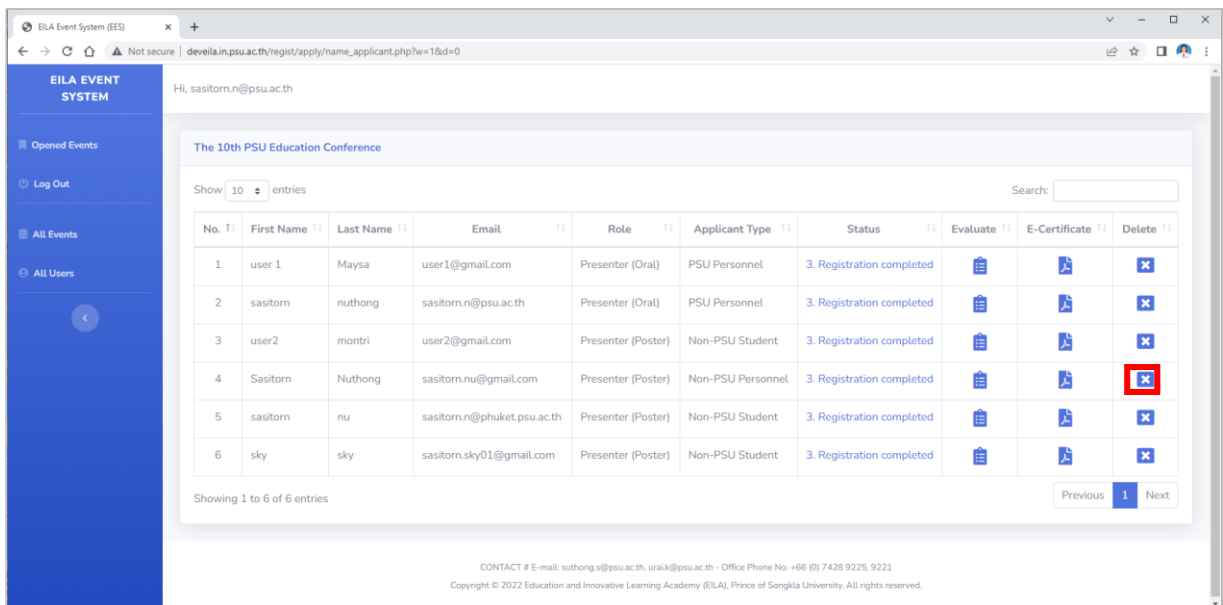 EILA Event System (EES)
Not secure | deveila.in.psu.ac.th/regist/apply/name_applicant.php?w=1&d=0
EILA EVENT
SYSTEM
Hi, sasitorn.n@psu.ac.th
Opened Events
Log Out
All Events
All Users
The 10th PSU Education Conference
Show 10 entries
Search:
No. First Name Last Name Email Role Applicant Type Status Evaluate E-Certificate Delete
1 user 1 Maysa user1@gmail.com Presenter (Oral) PSU Personnel 3. Registration completed
2 sasitorn nuthong sasitorn.n@psu.ac.th Presenter (Oral) PSU Personnel 3. Registration completed
3 user2 montri user2@gmail.com Presenter (Poster) Non-PSU Student 3. Registration completed
4 Sasitorn Nuthong sasitorn.nu@gmail.com Presenter (Poster) Non-PSU Personnel 3. Registration completed
5 sasitorn nu sasitorn.n@phuket.psu.ac.th Presenter (Poster) Non-PSU Student 3. Registration completed
6 sky sky sasitorn.sky01@gmail.com Presenter (Poster) Non-PSU Student 3. Registration completed
Showing 1 to 6 of 6 entries
Previous 1 Next
CONTACT # E-mail: suthong.s@psu.ac.th, urai.k@psu.ac.th - Office Phone No: +66 (0) 7428 9225, 9221
Copyright © 2022 Education and Innovative Learning Academy (EILA), Prince of Songkla University. All rights reserved.